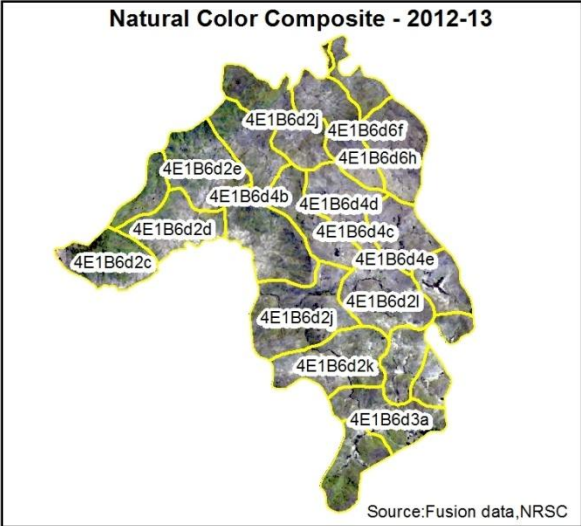 Natural Color Composite - 2012-13
4E1B6d2j
4E1B6d6f
4E1B6d6h
4E1B6d2e
4E1B6d4b
4E1B6d4d
4E1B6d2d
4E1B6d4c
4E1B6d4e
4E1B6d2c
4E1B6d2l
4E1B6d2j
4E1B6d2k
4E1B6d3a
Source:Fusion data,NRSC